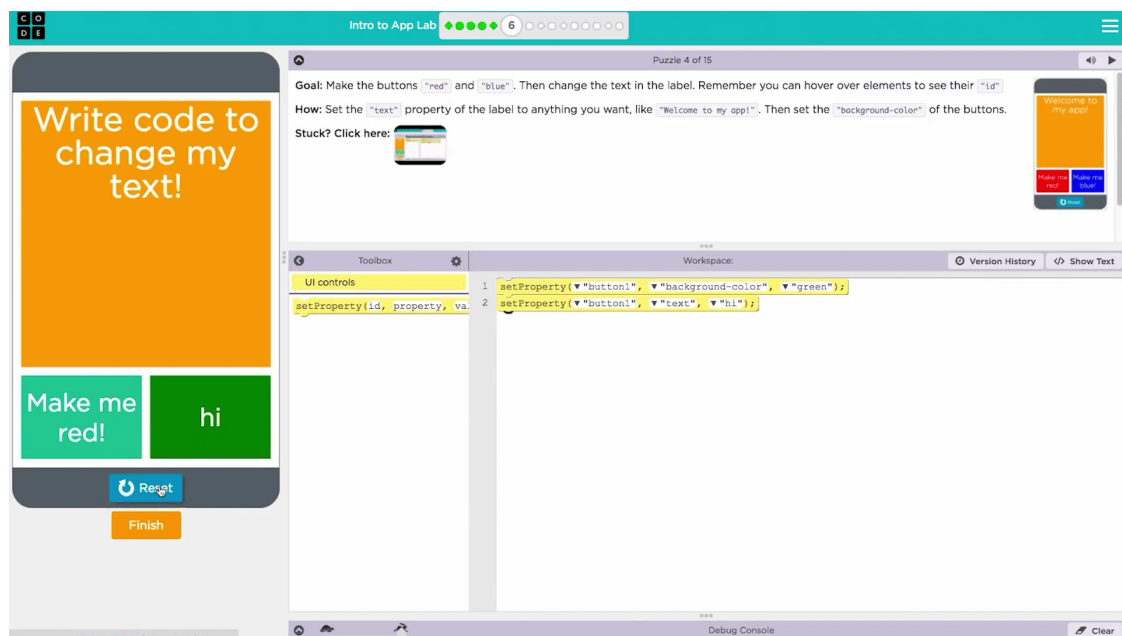 CODE
Intro to App Lab
6
Write code to
change my
text!
Make me
red!
hi
Reset
Finish
Puzzle 4 of 15
Goal: Make the buttons "red" and "blue". Then change the text in the label. Remember you can hover over elements to see their "id"
How: Set the "text" property of the label to anything you want, like "Welcome to my app!". Then set the "background-color" of the buttons.
Stuck? Click here:
Welcome to
my app!
Make me
red!
Make me
blue!
Reset
Toolbox
Workspace:
Version History
</> Show Text
UI controls
setProperty(id, property, va
1 setProperty(▼"button1", ▼"background-color", ▼"green");
2 setProperty(▼"button1", ▼"text", ▼"hi");
Debug Console
Clear